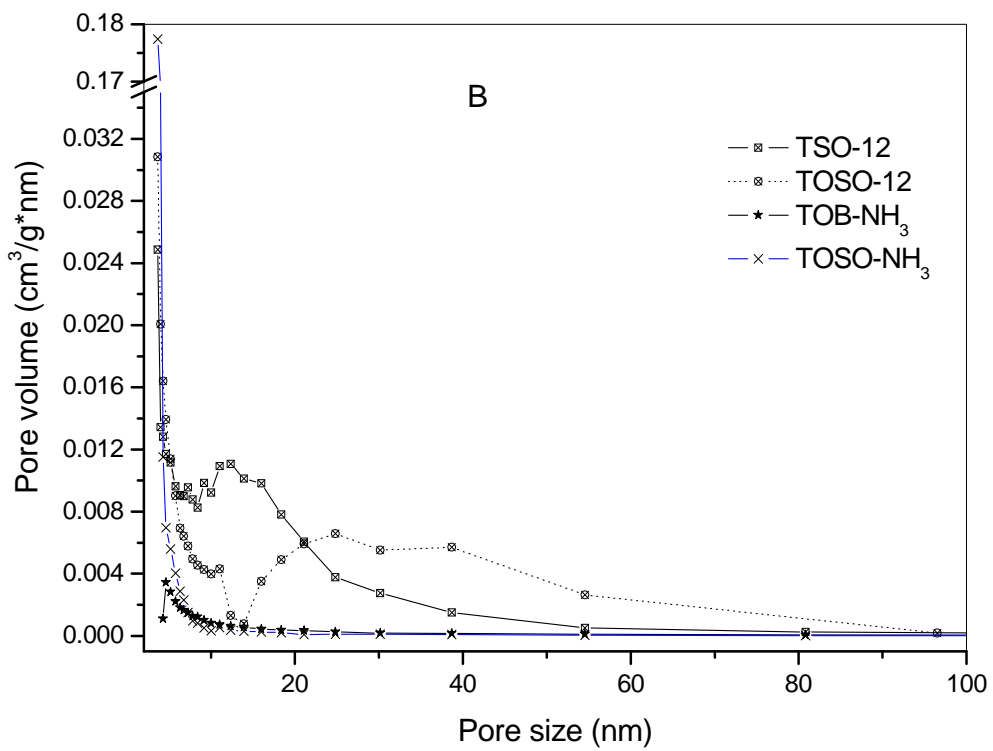 0.18
0.17
B
0.032
0.028
0.024
0.020
0.016
0.012
0.008
0.004
0.000
Pore volume (cm³/g*nm)
TSO-12
TOSO-12
TOB-NH₃
TOSO-NH₃
20
40
60
80
100
Pore size (nm)